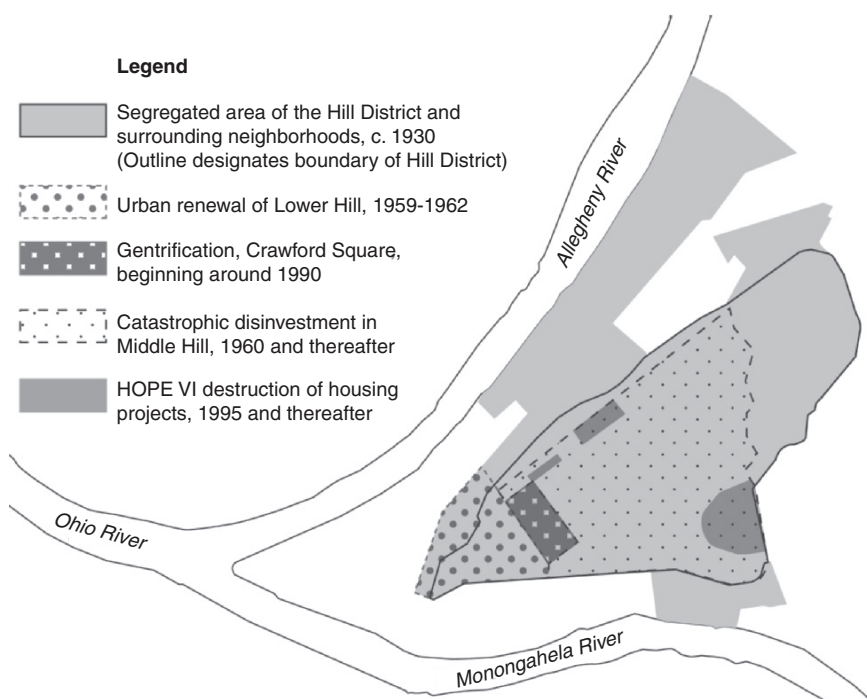 Legend
Segregated area of the Hill District and
surrounding neighborhoods, c. 1930
(Outline designates boundary of Hill District)
Urban renewal of Lower Hill, 1959-1962
Gentrification, Crawford Square,
beginning around 1990
Catastrophic disinvestment in
Middle Hill, 1960 and thereafter
HOPE VI destruction of housing
projects, 1995 and thereafter
Allegheny River
Ohio River
Monongahela River